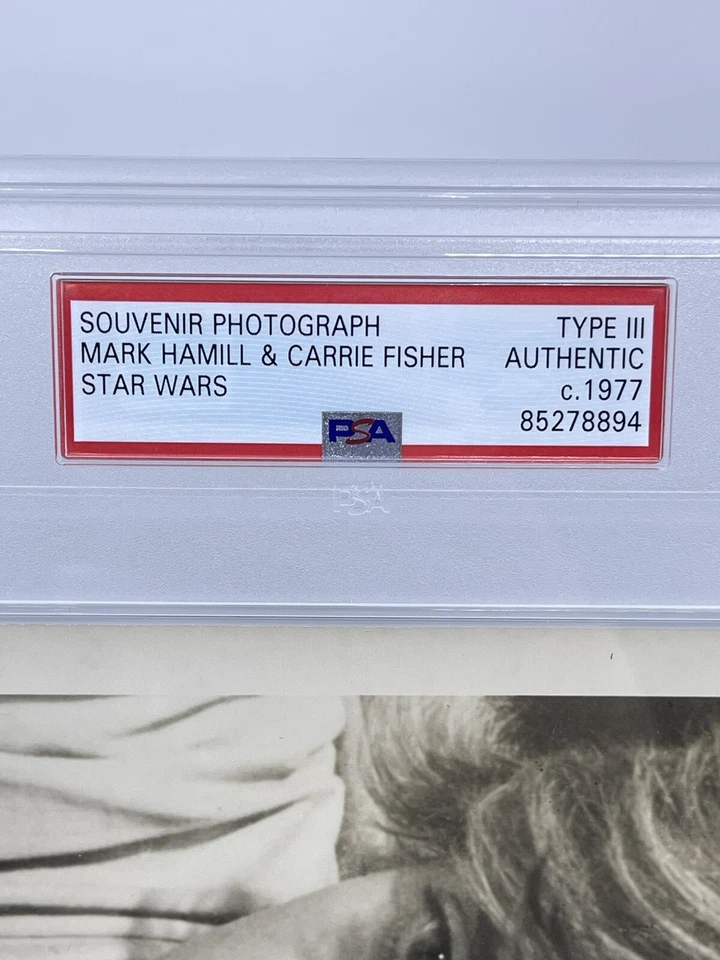 SOUVENIR PHOTOGRAPH TYPE III
MARK HAMILL & CARRIE FISHER AUTHENTIC
STAR WARS c.1977
85278894
PSA
PSA